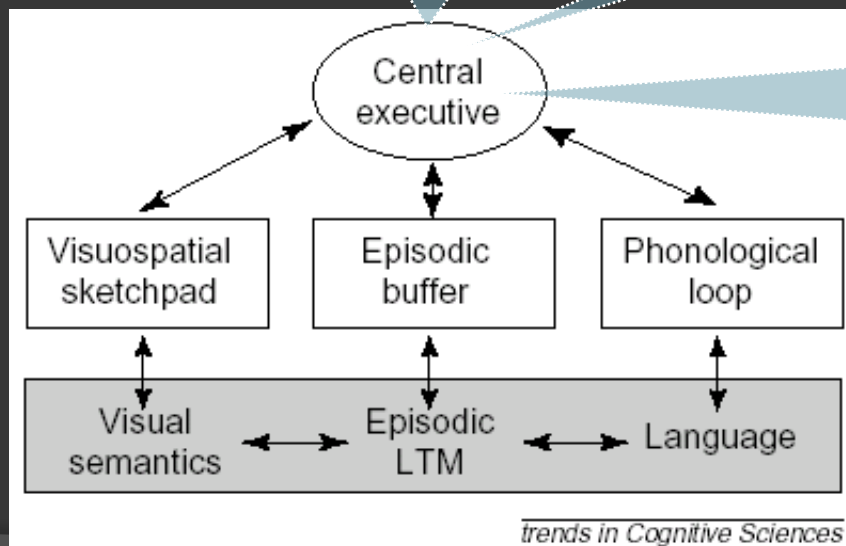 Central
executive
Visuospatial
sketchpad
Episodic
buffer
Phonological
loop
Visual
semantics
Episodic
LTM
Language
trends in Cognitive Sciences